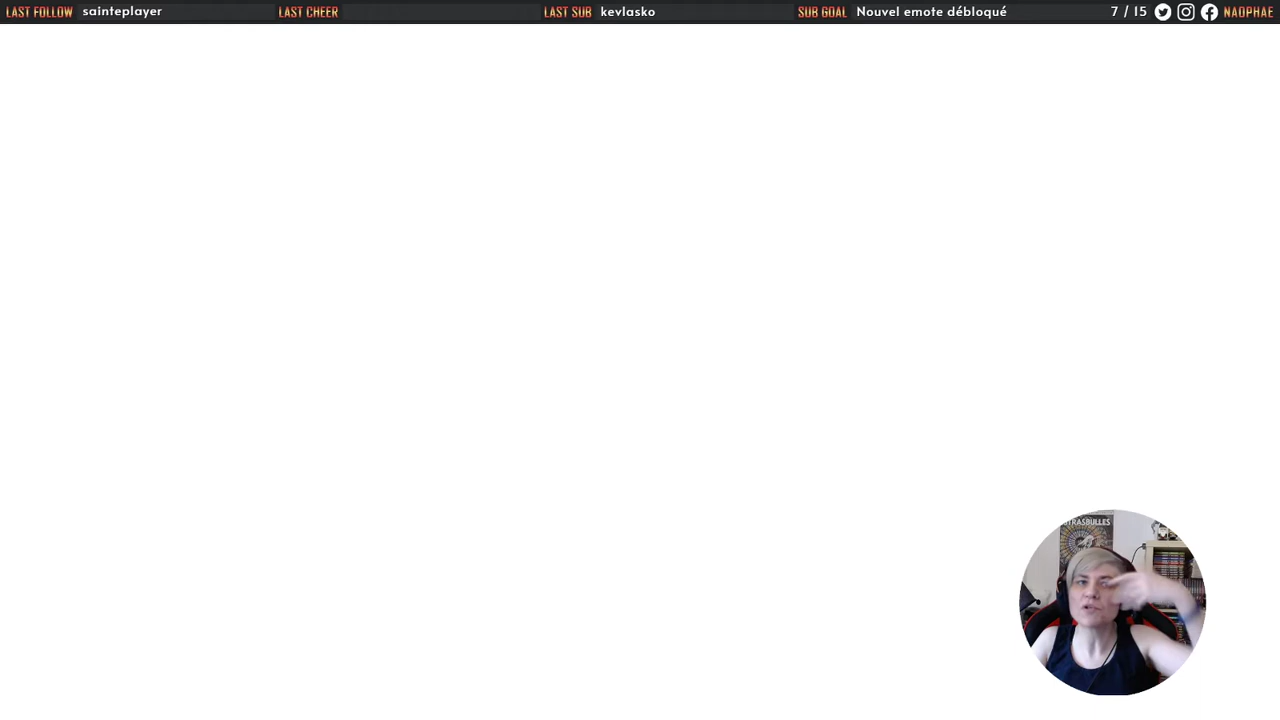 LAST FOLLOW sainteplayer LAST CHEER LAST SUB kevlasko SUB GOAL Nouvel emote débloqué 7 / 15 NAOPHAE
STRASBULLES